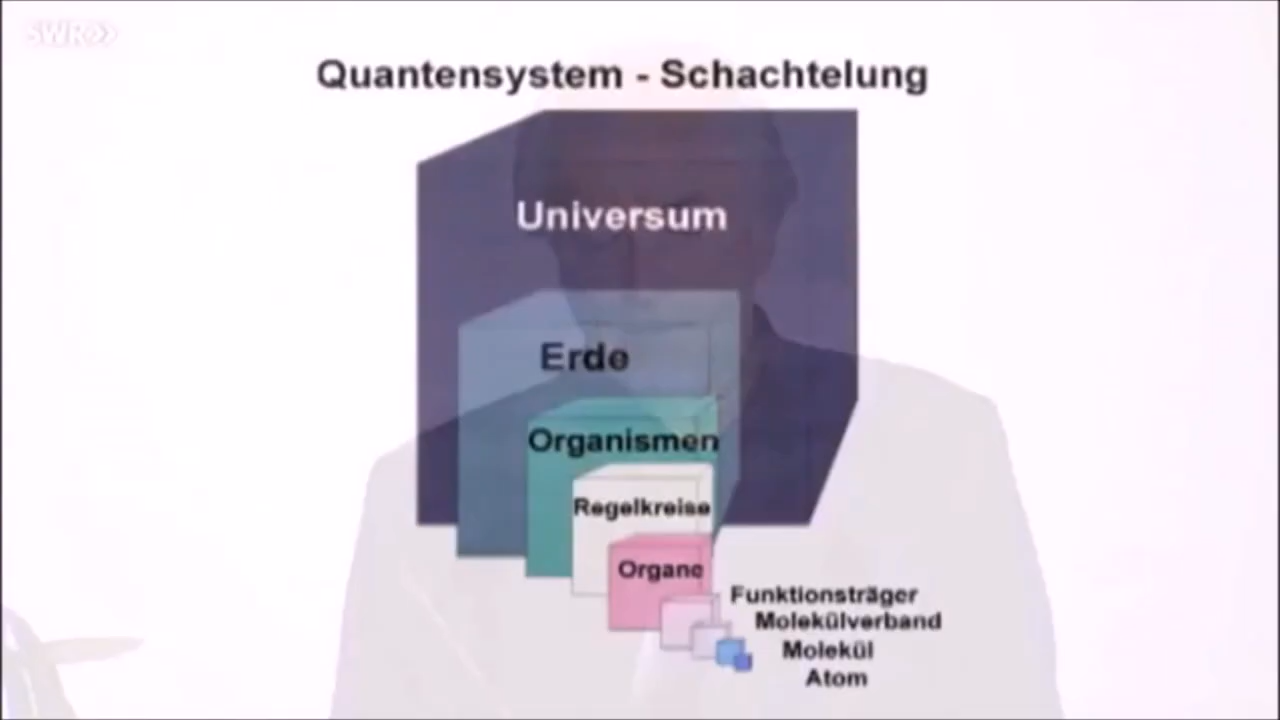 SWR»
Quantensystem - Schachtelung
Universum
Erde
Organismen
Regelkreise
Organe
Funktionsträger
Molekülverband
Molekül
Atom